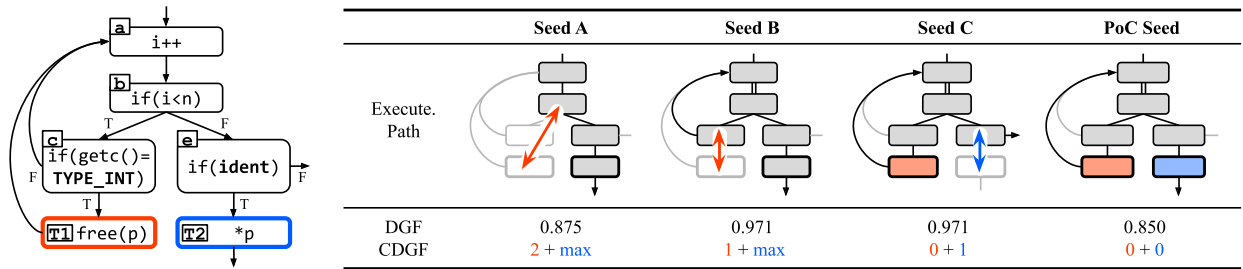 a
i++
b
if(i<n)
T
F
c
if(getc()=
TYPE_INT)
e
if(ident)
F
F
T
T
T1 free(p)
T2 *p
Seed A Seed B Seed C PoC Seed
Execute.
Path
DGF 0.875 0.971 0.971 0.850
CDGF 2 + max 1 + max 0 + 1 0 + 0